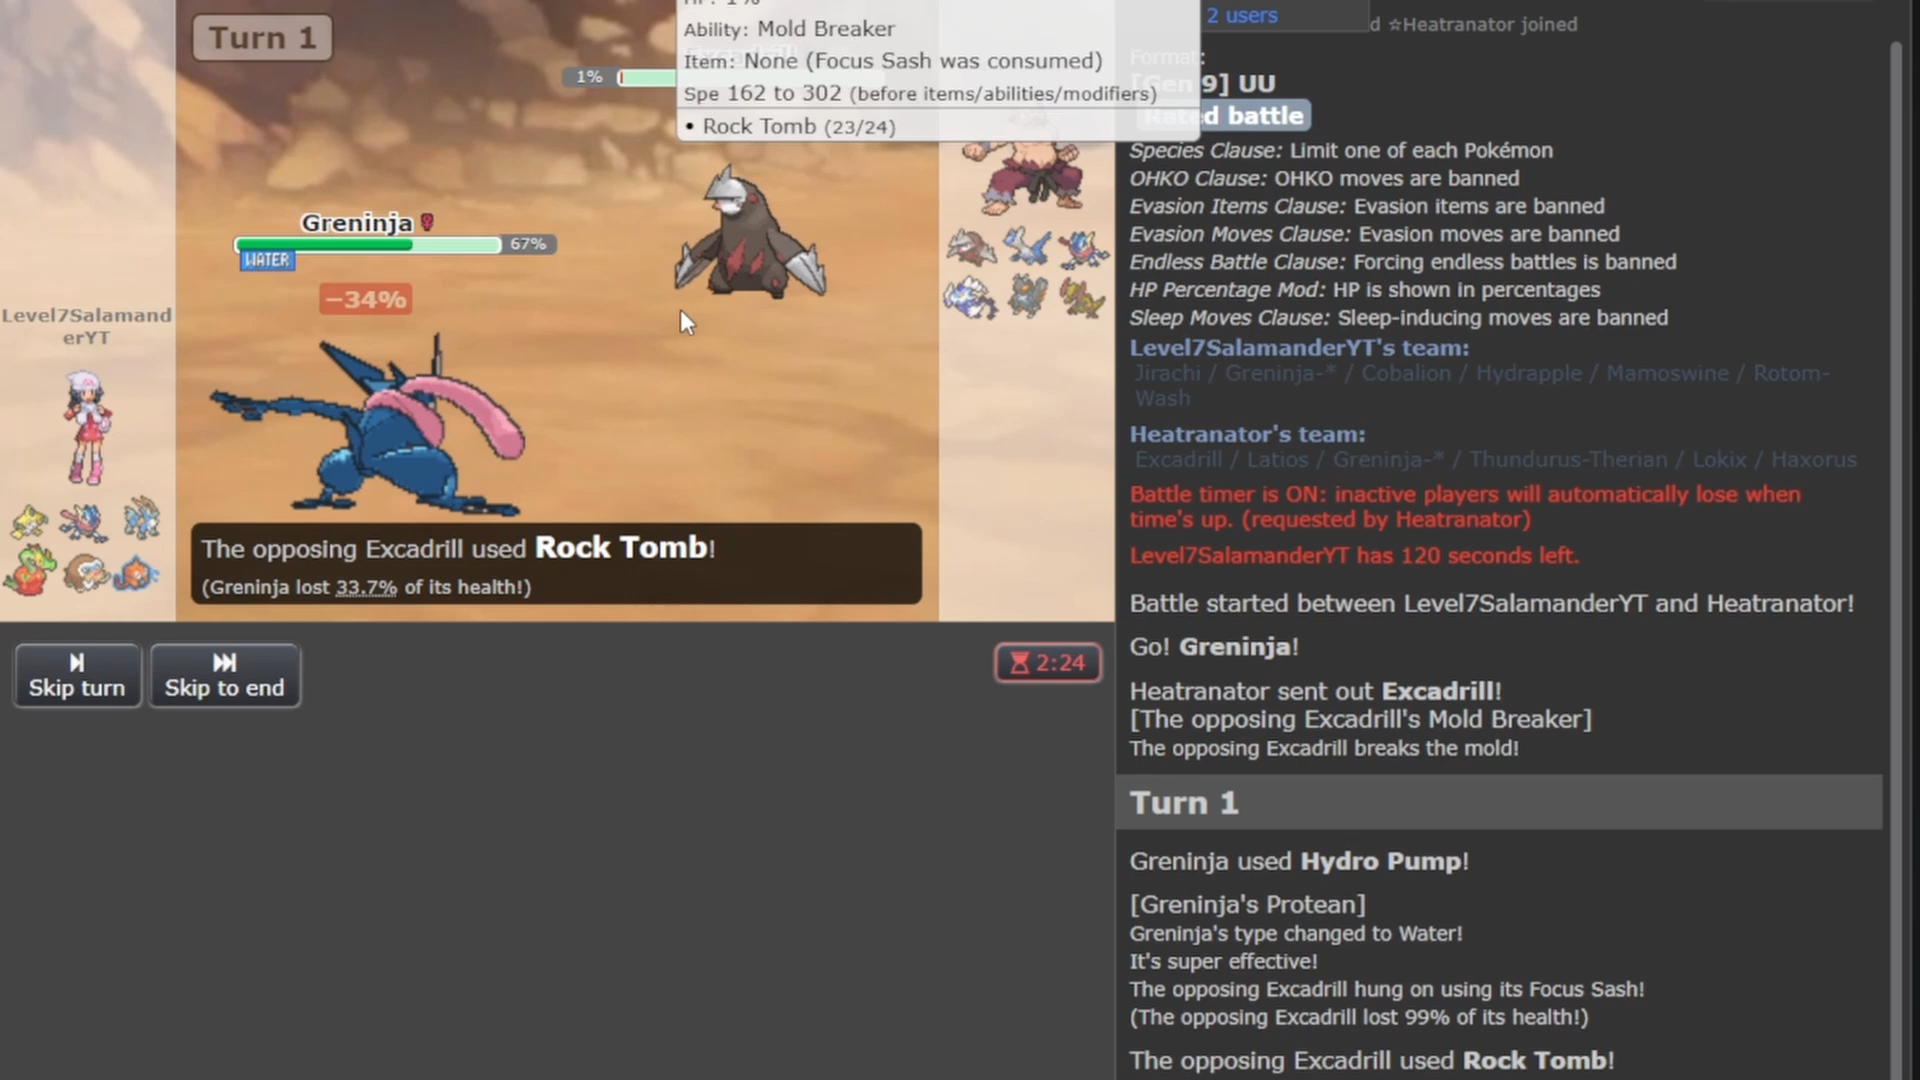 Turn 1
Ability: Mold Breaker
Item: None (Focus Sash was consumed)
Spe 162 to 302 (before items/abilities/modifiers)
• Rock Tomb (23/24)
1%
Greninja
67%
WATER
−34%
Level7Salamand
erYT
The opposing Excadrill used Rock Tomb!
(Greninja lost 33.7% of its health!)
Skip turn
Skip to end
2:24
2 users
d ☆Heatranator joined
Format:
[Gen 9] UU
Rated battle
Species Clause: Limit one of each Pokémon
OHKO Clause: OHKO moves are banned
Evasion Items Clause: Evasion items are banned
Evasion Moves Clause: Evasion moves are banned
Endless Battle Clause: Forcing endless battles is banned
HP Percentage Mod: HP is shown in percentages
Sleep Moves Clause: Sleep-inducing moves are banned
Level7SalamanderYT's team:
Jirachi / Greninja-* / Cobalion / Hydrapple / Mamoswine / Rotom-
Wash
Heatranator's team:
Excadrill / Latios / Greninja-* / Thundurus-Therian / Lokix / Haxorus
Battle timer is ON: inactive players will automatically lose when
time's up. (requested by Heatranator)
Level7SalamanderYT has 120 seconds left.
Battle started between Level7SalamanderYT and Heatranator!
Go! Greninja!
Heatranator sent out Excadrill!
[The opposing Excadrill's Mold Breaker]
The opposing Excadrill breaks the mold!
Turn 1
Greninja used Hydro Pump!
[Greninja's Protean]
Greninja's type changed to Water!
It's super effective!
The opposing Excadrill hung on using its Focus Sash!
(The opposing Excadrill lost 99% of its health!)
The opposing Excadrill used Rock Tomb!